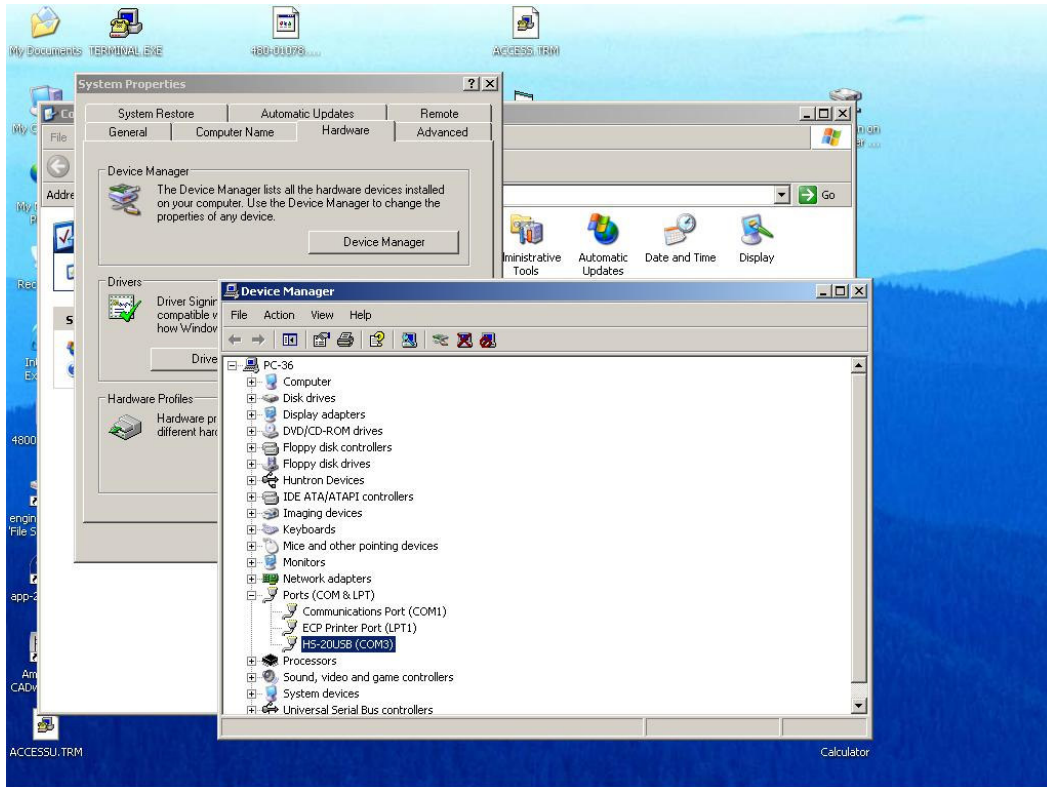 My Documents TERMINAL.EXE
ACCESS.TRM
System Properties
System Restore Automatic Updates Remote
General Computer Name Hardware Advanced
File
Device Manager
The Device Manager lists all the hardware devices installed
on your computer. Use the Device Manager to change the
properties of any device.
Device Manager
Go
Automatic
Updates
Date and Time
Display
Tools
Drivers
Driver
compatible
how
Hardware Profiles
Hardware
different
Device Manager
File Action View Help
PC-36
Computer
Disk drives
Display adapters
DVD/CD-ROM drives
Floppy disk controllers
Floppy disk drives
Huntron Devices
IDE ATA/ATAPI controllers
Imaging devices
Keyboards
Mice and other pointing devices
Monitors
Network adapters
Ports (COM & LPT)
Communications Port (COM1)
ECP Printer Port (LPT1)
HS-20USB (COM3)
Processors
Sound, video and game controllers
System devices
Universal Serial Bus controllers
4800
ACCESSU.TRM
Calculator